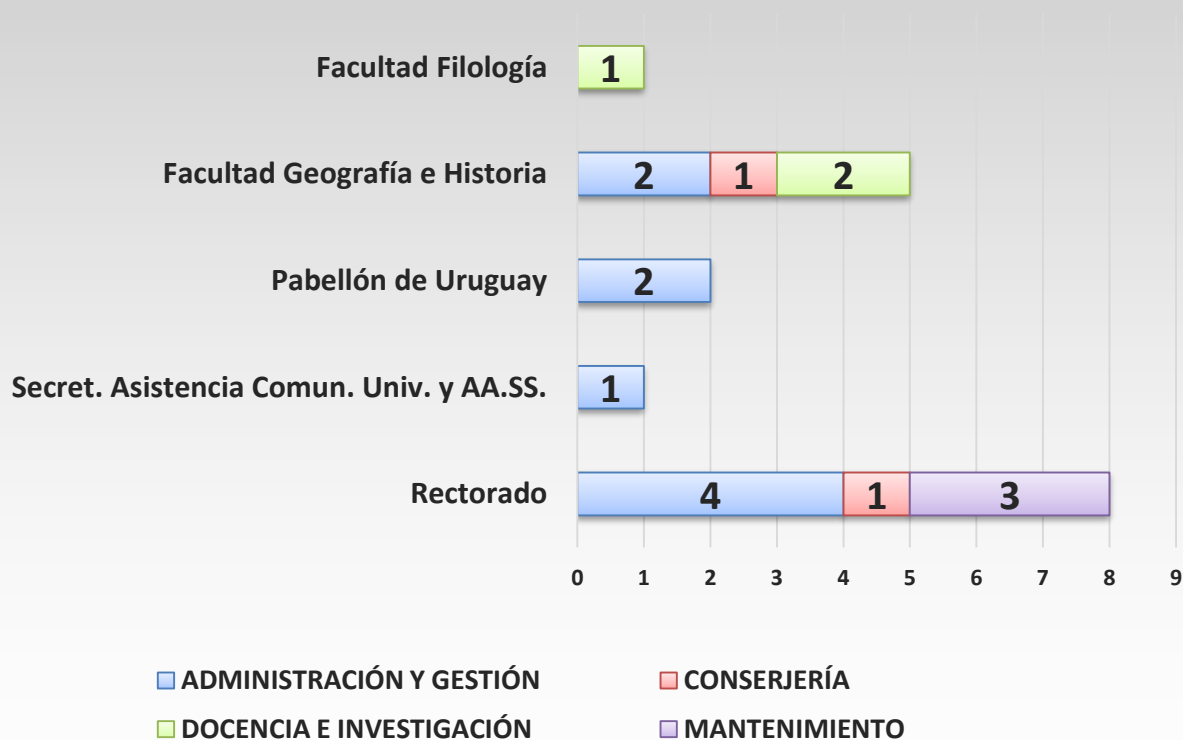 Facultad Filología 1
Facultad Geografía e Historia 2 1 2
Pabellón de Uruguay 2
Secret. Asistencia Comun. Univ. y AA.SS. 1
Rectorado 4 1 3
0 1 2 3 4 5 6 7 8 9
ADMINISTRACIÓN Y GESTIÓN CONSERJERÍA
DOCENCIA E INVESTIGACIÓN MANTENIMIENTO